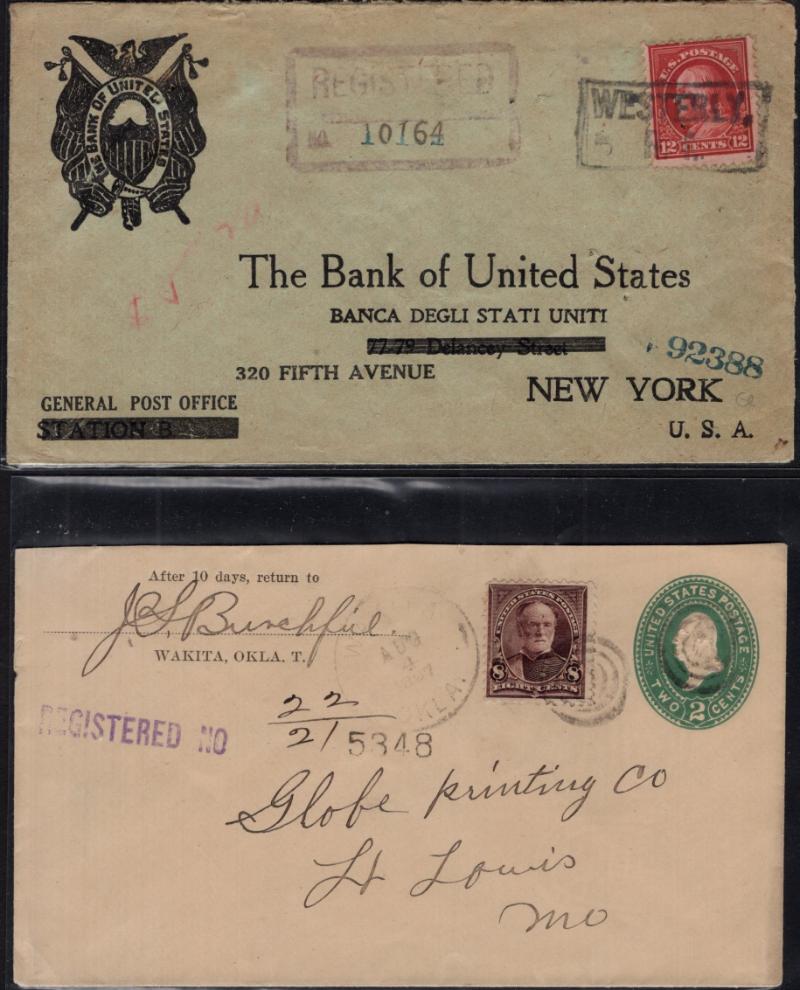 THE BANK OF UNITED STATES
REGISTERED
10164
U.S. POSTAGE
12 CENTS 12
WESTERLY,
The Bank of United States
BANCA DEGLI STATI UNITI
77-79 Delancey Street
92388
320 FIFTH AVENUE
NEW YORK
GENERAL POST OFFICE
STATION B
U. S. A.
After 10 days, return to
WAKITA, OKLA. T.
UNITED STATES POSTAGE
8 EIGHT CENTS 8
UNITED STATES POSTAGE
TWO 2 CENTS
REGISTERED NO
22
21
5348
Globe printing Co
St Louis
Mo